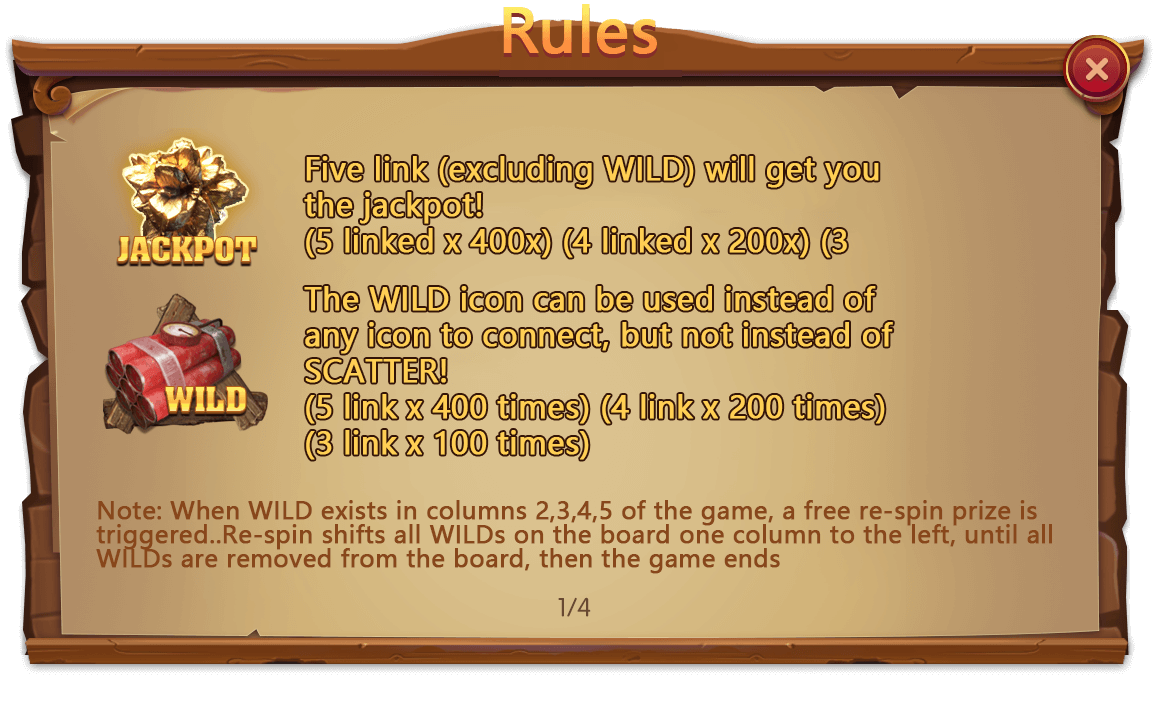 Rules
Five link (excluding WILD) will get you
the jackpot!
(5 linked x 400x) (4 linked x 200x) (3
JACKPOT
The WILD icon can be used instead of
any icon to connect, but not instead of
SCATTER!
(5 link x 400 times) (4 link x 200 times)
(3 link x 100 times)
WILD
Note: When WILD exists in columns 2,3,4,5 of the game, a free re-spin prize is
triggered..Re-spin shifts all WILDs on the board one column to the left, until all
WILDs are removed from the board, then the game ends
1/4